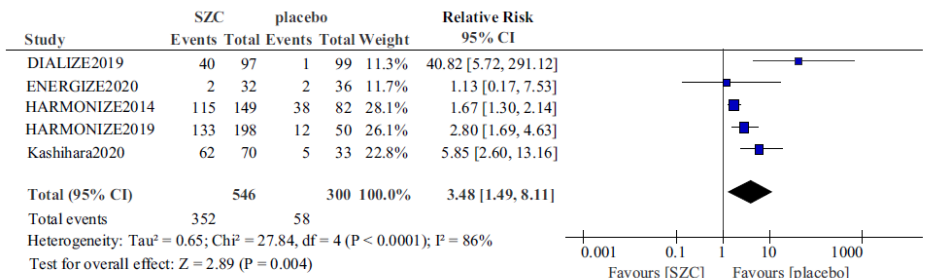 SZC placebo Relative Risk
Study Events Total Events Total Weight 95% CI
DIALIZE2019 40 97 1 99 11.3% 40.82 [5.72, 291.12]
ENERGIZE2020 2 32 2 36 11.7% 1.13 [0.17, 7.53]
HARMONIZE2014 115 149 38 82 28.1% 1.67 [1.30, 2.14]
HARMONIZE2019 133 198 12 50 26.1% 2.80 [1.69, 4.63]
Kashihara2020 62 70 5 33 22.8% 5.85 [2.60, 13.16]
Total (95% CI) 546 300 100.0% 3.48 [1.49, 8.11]
Total events 352 58
Heterogeneity: Tau² = 0.65; Chi² = 27.84, df = 4 (P < 0.0001); I² = 86%
Test for overall effect: Z = 2.89 (P = 0.004)
0.001 0.1 1 10 1000
Favours [SZC] Favours [placebo]